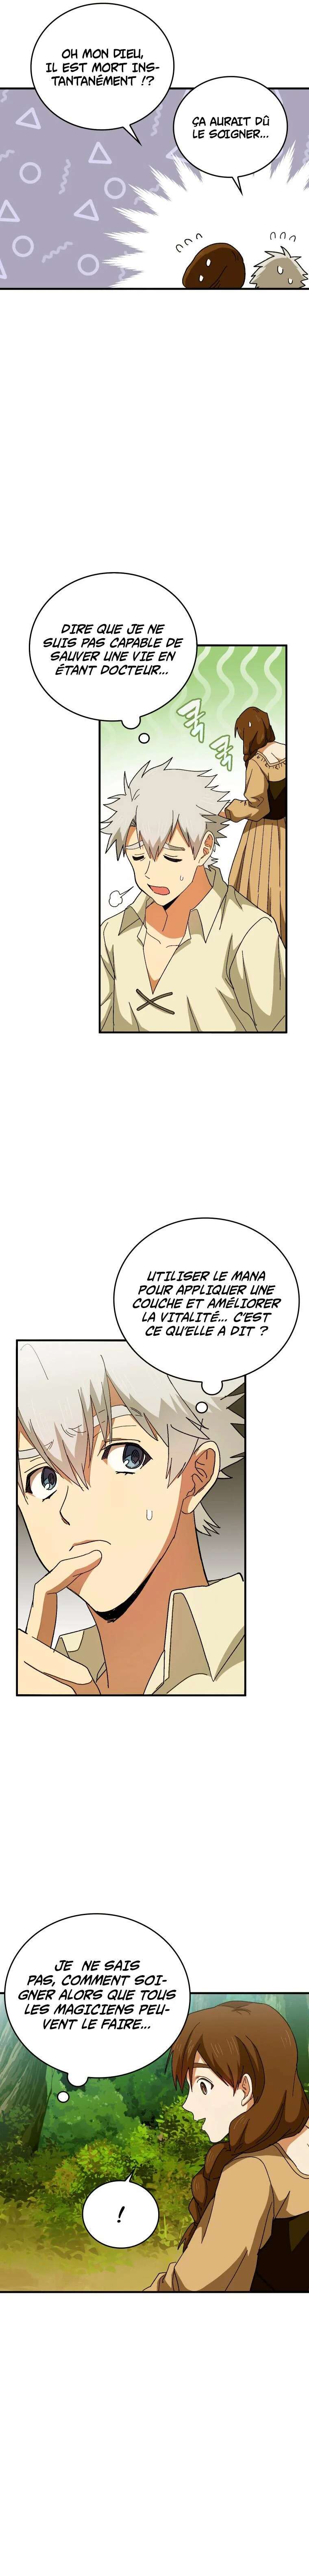 OH MON DIEU,
IL EST MORT INS-
TANTANÉMENT !?
ÇA AURAIT DÛ
LE SOIGNER...
DIRE QUE JE NE
SUIS PAS CAPABLE DE
SAUVER UNE VIE EN
ÉTANT DOCTEUR...
UTILISER LE MANA
POUR APPLIQUER UNE
COUCHE ET AMÉLIORER
LA VITALITÉ... C'EST
CE QU'ELLE A DIT ?
JE NE SAIS
PAS, COMMENT SOI-
GNER ALORS QUE TOUS
LES MAGICIENS PEU-
VENT LE FAIRE...
!